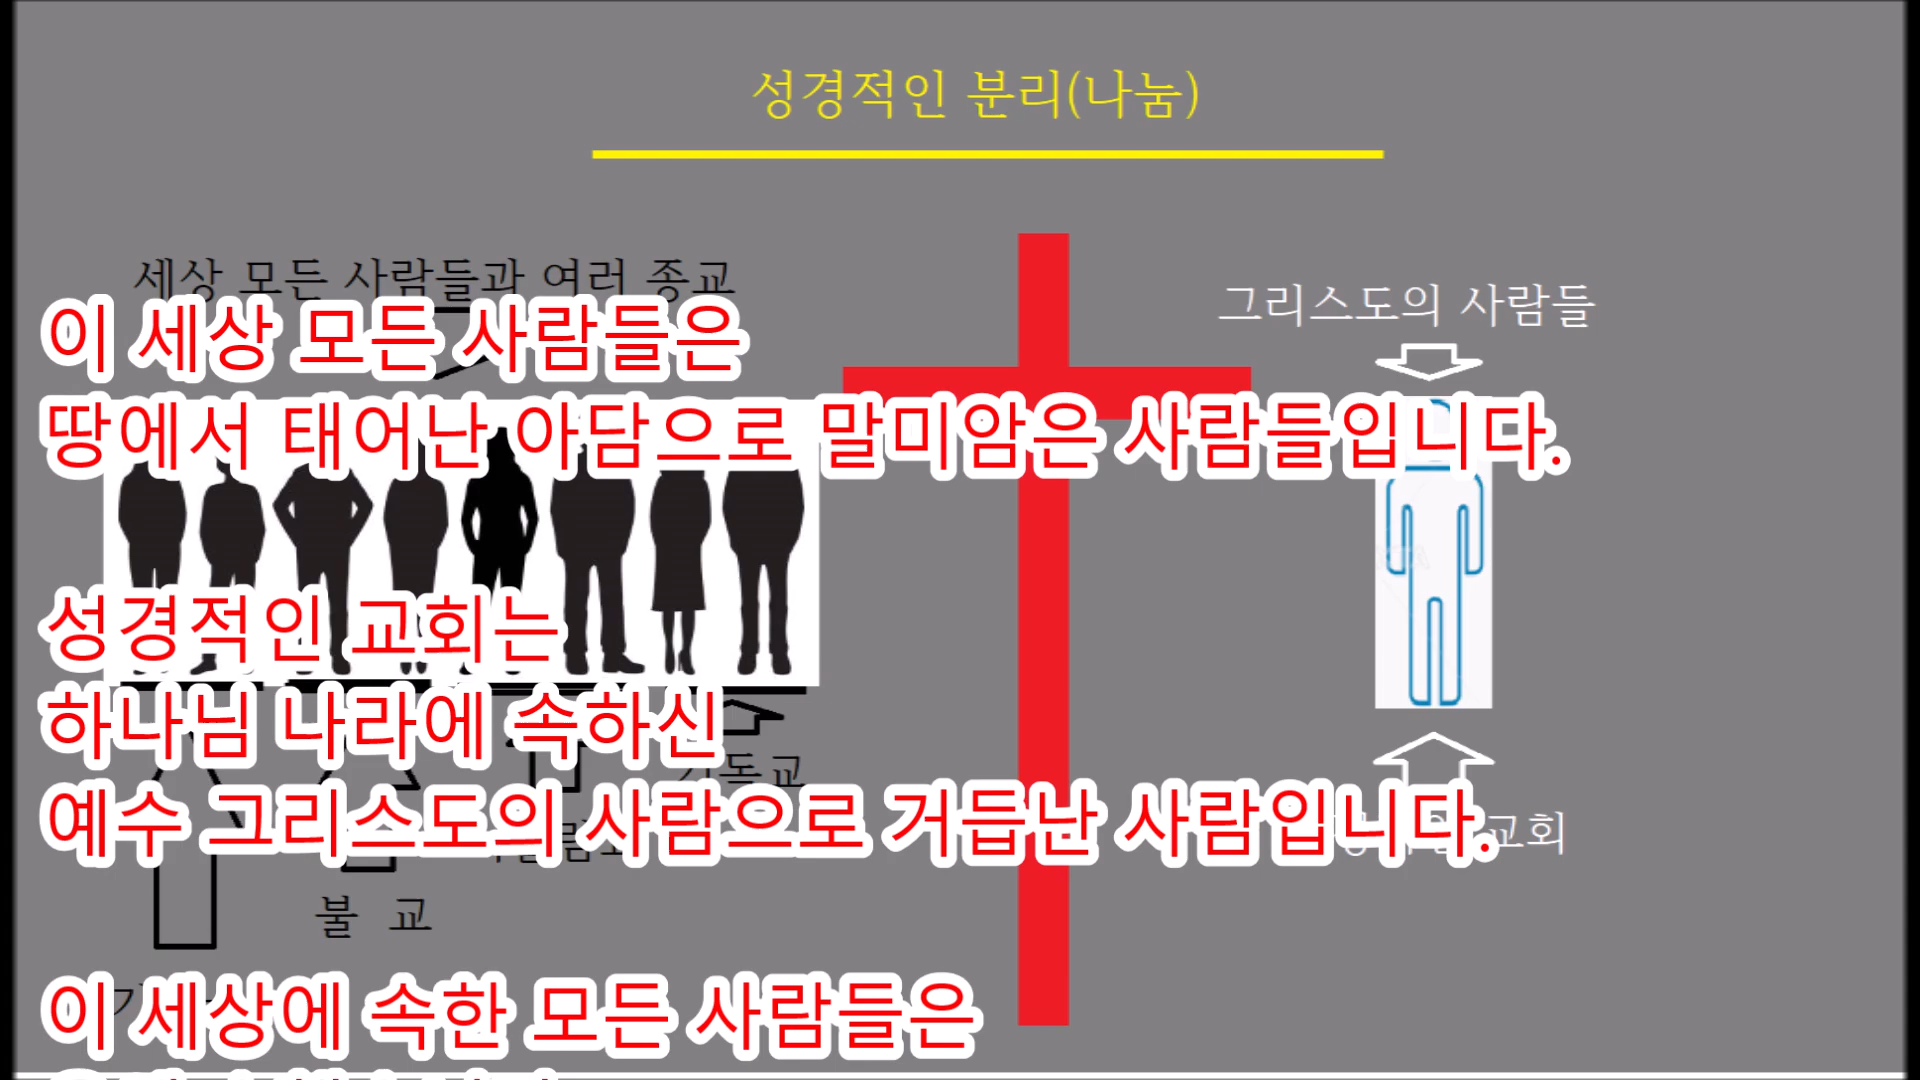 성경적인 분리(나눔)
세상 모든 사람들과 여러 종교
그리스도의 사람들
이 세상 모든 사람들은
땅에서 태어난 아담으로 말미암은 사람들입니다.
성경적인 교회는
하나님 나라에 속하신
예수 그리스도의 사람으로 거듭난 사람입니다.
기독교
교회
불 교
이 세상에 속한 모든 사람들은